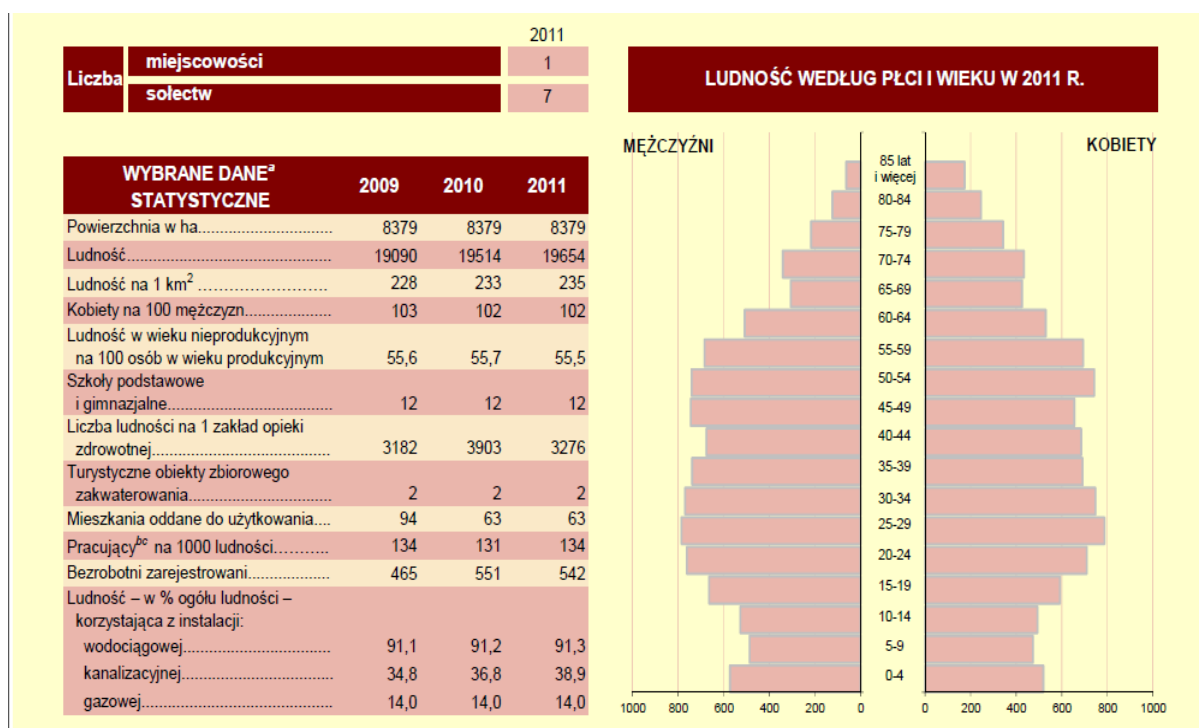 2011
Liczba
miejscowości 1
sołectw 7
WYBRANE DANEª
STATYSTYCZNE 2009 2010 2011
Powierzchnia w ha................................ 8379 8379 8379
Ludność............................................. 19090 19514 19654
Ludność na 1 km² ........................ 228 233 235
Kobiety na 100 mężczyzn..................... 103 102 102
Ludność w wieku nieprodukcyjnym
na 100 osób w wieku produkcyjnym 55,6 55,7 55,5
Szkoły podstawowe
i gimnazjalne........................................ 12 12 12
Liczba ludności na 1 zakład opieki
zdrowotnej........................................... 3182 3903 3276
Turystyczne obiekty zbiorowego
zakwaterowania................................... 2 2 2
Mieszkania oddane do użytkowania.... 94 63 63
Pracującyᵇᶜ na 1000 ludności........... 134 131 134
Bezrobotni zarejestrowani.................... 465 551 542
Ludność – w % ogółu ludności –
korzystająca z instalacji:
wodociągowej.................................... 91,1 91,2 91,3
kanalizacyjnej..................................... 34,8 36,8 38,9
gazowej.............................................. 14,0 14,0 14,0
LUDNOŚĆ WEDŁUG PŁCI I WIEKU W 2011 R.
MĘŻCZYŹNI KOBIETY
85 lat
i więcej
80-84
75-79
70-74
65-69
60-64
55-59
50-54
45-49
40-44
35-39
30-34
25-29
20-24
15-19
10-14
5-9
0-4
1000 800 600 400 200 0 0 200 400 600 800 1000